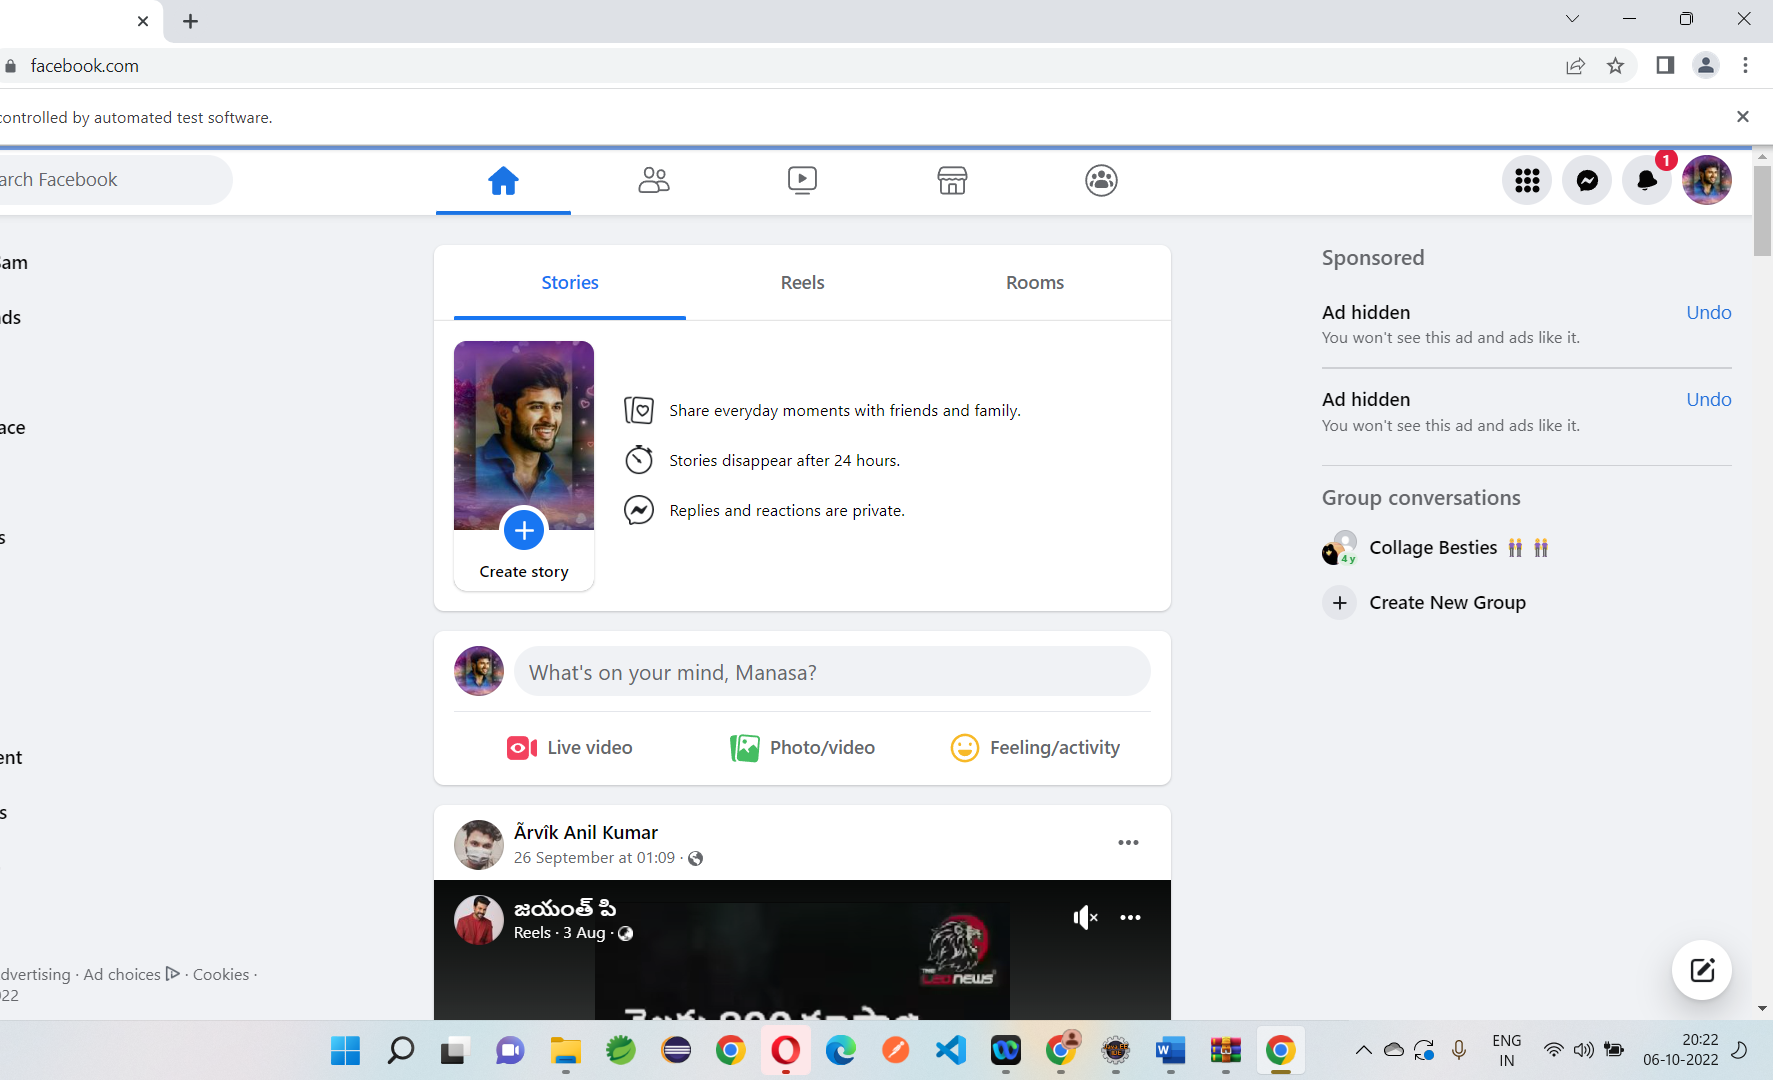 facebook.com
controlled by automated test software.
arch Facebook
1
Sam
ds
ace
s
ent
s
dvertising · Ad choices · Cookies ·
022
Stories
Reels
Rooms
Share everyday moments with friends and family.
Stories disappear after 24 hours.
Replies and reactions are private.
Create story
What's on your mind, Manasa?
Live video
Photo/video
Feeling/activity
Ãrvîk Anil Kumar
26 September at 01:09 ·
జయంత్ పి
Reels · 3 Aug ·
LEO NEWS
Sponsored
Ad hidden
Undo
You won't see this ad and ads like it.
Ad hidden
Undo
You won't see this ad and ads like it.
Group conversations
4 y
Collage Besties
Create New Group
ENG
IN
20:22
06-10-2022